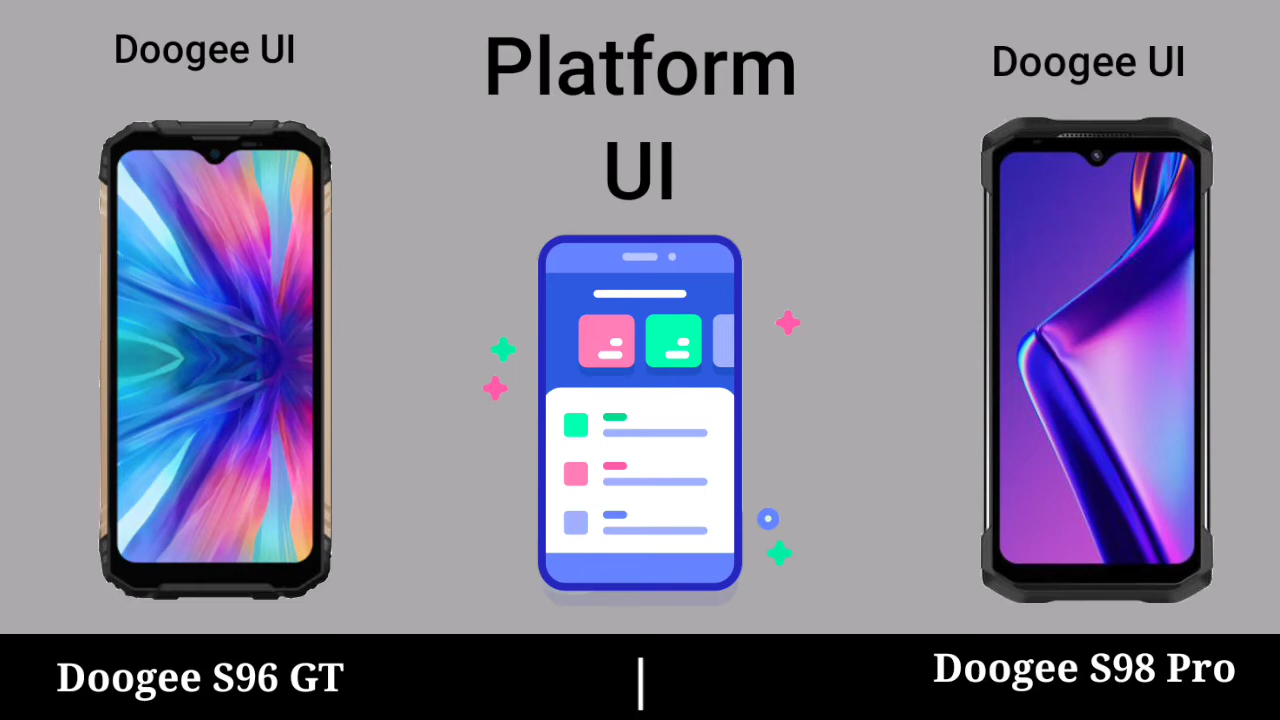 Doogee UI
Platform
UI
Doogee UI
Doogee S96 GT
|
Doogee S98 Pro